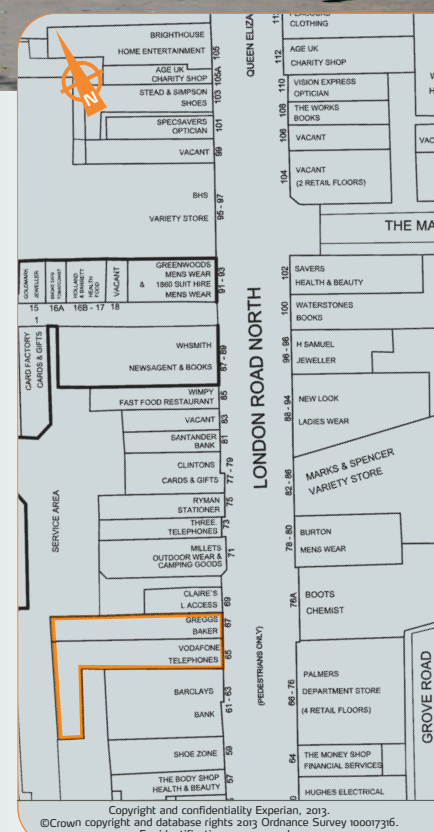 BRIGHTHOUSE
HOME ENTERTAINMENT
105
AGE UK
CHARITY SHOP
105A
STEAD & SIMPSON
SHOES
103
SPECSAVERS
OPTICIAN
101
VACANT
99
BHS
VARIETY STORE
95 - 97
GREENWOODS
MENS WEAR
& 1860 SUIT HIRE
MENS WEAR
91 - 93
GOLDMARK
JEWELLER
HOLLAND
& BARRETT
HEALTH
FOOD
VACANT
15 16A 16B - 17 18
1
CARD FACTORY
CARDS & GIFTS
WHSMITH
NEWSAGENT & BOOKS
87 - 89
WIMPY
FAST FOOD RESTAURANT
85
VACANT
83
SANTANDER
BANK
81
CLINTONS
CARDS & GIFTS
77 - 79
RYMAN
STATIONER
75
THREE.
TELEPHONES
73
MILLETS
OUTDOOR WEAR &
CAMPING GOODS
71
SERVICE AREA
CLAIRE'S
L ACCESS
69
GREGGS
BAKER
67
VODAFONE
TELEPHONES
65
BARCLAYS
BANK
61 - 63
SHOE ZONE
59
THE BODY SHOP
HEALTH & BEAUTY
57
N
QUEEN ELIZA
LONDON ROAD NORTH
(PEDESTRIANS ONLY)
CLOTHING
AGE UK
CHARITY SHOP
112
VISION EXPRESS
OPTICIAN
110
THE WORKS
BOOKS
108
VACANT
106
VAC
VACANT
(2 RETAIL FLOORS)
104
THE MA
SAVERS
HEALTH & BEAUTY
102
WATERSTONES
BOOKS
100
H SAMUEL
JEWELLER
96 - 98
NEW LOOK
LADIES WEAR
88 - 94
MARKS & SPENCER
VARIETY STORE
82 - 86
BURTON
MENS WEAR
78 - 80
BOOTS
CHEMIST
76A
PALMERS
DEPARTMENT STORE
(4 RETAIL FLOORS)
66 - 76
GROVE ROAD
THE MONEY SHOP
FINANCIAL SERVICES
64
HUGHES ELECTRICAL
Copyright and confidentiality Experian, 2013.
©Crown copyright and database rights 2013 Ordnance Survey 100017316.